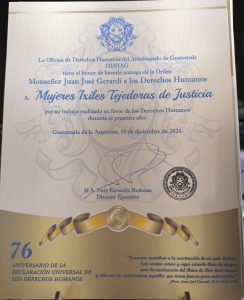 La Oficina de Derechos Humanos del Arzobispado de Guatemala
ODHAG
tiene el honor de hacerle entrega de la Orden
Monseñor Juan José Gerardi a los Derechos Humanos
A: Mujeres Ixiles Tejedoras de Justicia
por su trabajo realizado en favor de los Derechos Humanos
durante el presente año.
Guatemala de la Asunción, 10 de diciembre de 2024.
M.A. Nery Estuardo Rodenas
Director Ejecutivo
76
ANIVERSARIO DE LA
DECLARACIÓN UNIVERSAL DE
LOS DERECHOS HUMANOS